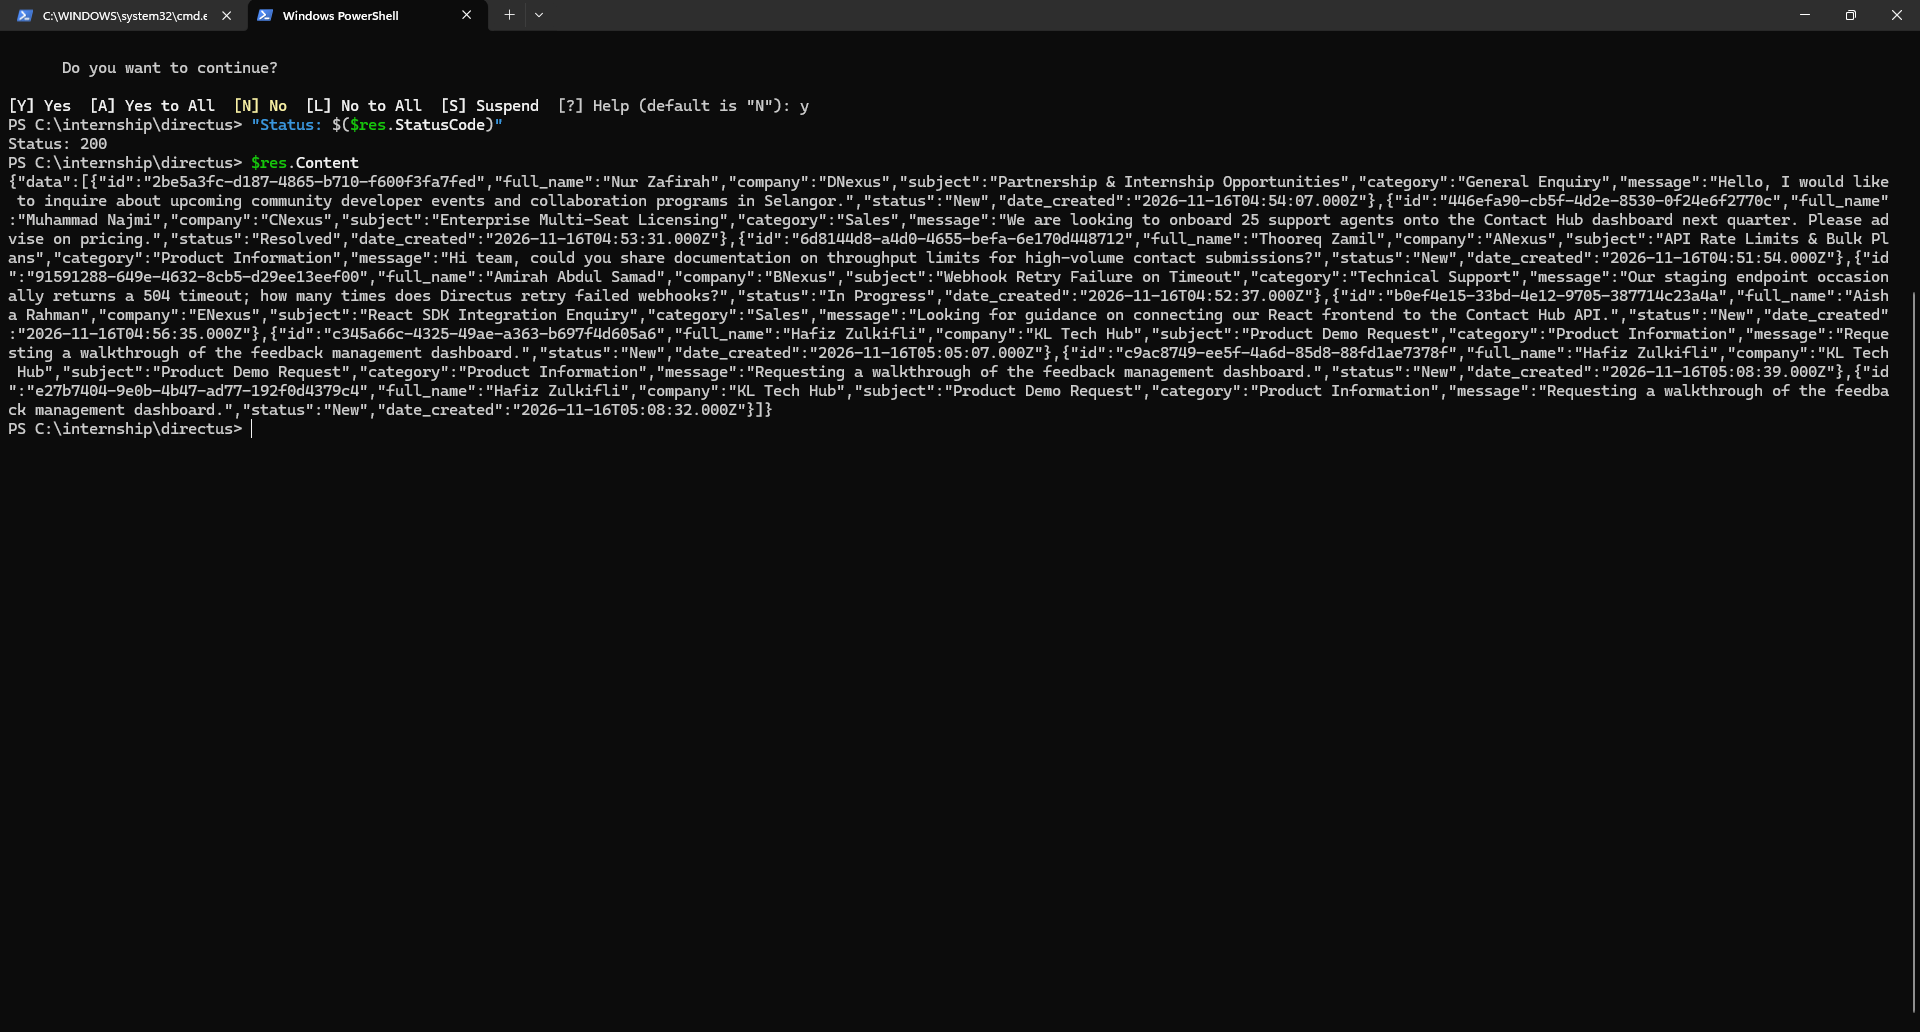 C:\WINDOWS\system32\cmd.e
Windows PowerShell
Do you want to continue?
[Y] Yes  [A] Yes to All  [N] No  [L] No to All  [S] Suspend  [?] Help (default is "N"): y
PS C:\internship\directus> "Status: $($res.StatusCode)"
Status: 200
PS C:\internship\directus> $res.Content
{"data":[{"id":"2be5a3fc-d187-4865-b710-f600f3fa7fed","full_name":"Nur Zafirah","company":"DNexus","subject":"Partnership & Internship Opportunities","category":"General Enquiry","message":"Hello, I would like
 to inquire about upcoming community developer events and collaboration programs in Selangor.","status":"New","date_created":"2026-11-16T04:54:07.000Z"},{"id":"446efa90-cb5f-4d2e-8530-0f24e6f2770c","full_name"
:"Muhammad Najmi","company":"CNexus","subject":"Enterprise Multi-Seat Licensing","category":"Sales","message":"We are looking to onboard 25 support agents onto the Contact Hub dashboard next quarter. Please ad
vise on pricing.","status":"Resolved","date_created":"2026-11-16T04:53:31.000Z"},{"id":"6d8144d8-a4d0-4655-befa-6e170d448712","full_name":"Thooreq Zamil","company":"ANexus","subject":"API Rate Limits & Bulk Pl
ans","category":"Product Information","message":"Hi team, could you share documentation on throughput limits for high-volume contact submissions?","status":"New","date_created":"2026-11-16T04:51:54.000Z"},{"id
":"91591288-649e-4632-8cb5-d29ee13eef00","full_name":"Amirah Abdul Samad","company":"BNexus","subject":"Webhook Retry Failure on Timeout","category":"Technical Support","message":"Our staging endpoint occasion
ally returns a 504 timeout; how many times does Directus retry failed webhooks?","status":"In Progress","date_created":"2026-11-16T04:52:37.000Z"},{"id":"b0ef4e15-33bd-4e12-9705-387714c23a4a","full_name":"Aish
a Rahman","company":"ENexus","subject":"React SDK Integration Enquiry","category":"Sales","message":"Looking for guidance on connecting our React frontend to the Contact Hub API.","status":"New","date_created"
:"2026-11-16T04:56:35.000Z"},{"id":"c345a66c-4325-49ae-a363-b697f4d605a6","full_name":"Hafiz Zulkifli","company":"KL Tech Hub","subject":"Product Demo Request","category":"Product Information","message":"Reque
sting a walkthrough of the feedback management dashboard.","status":"New","date_created":"2026-11-16T05:05:07.000Z"},{"id":"c9ac8749-ee5f-4a6d-85d8-88fd1ae7378f","full_name":"Hafiz Zulkifli","company":"KL Tech
 Hub","subject":"Product Demo Request","category":"Product Information","message":"Requesting a walkthrough of the feedback management dashboard.","status":"New","date_created":"2026-11-16T05:08:39.000Z"},{"id
":"e27b7404-9e0b-4b47-ad77-192f0d4379c4","full_name":"Hafiz Zulkifli","company":"KL Tech Hub","subject":"Product Demo Request","category":"Product Information","message":"Requesting a walkthrough of the feedba
ck management dashboard.","status":"New","date_created":"2026-11-16T05:08:32.000Z"}]}
PS C:\internship\directus>